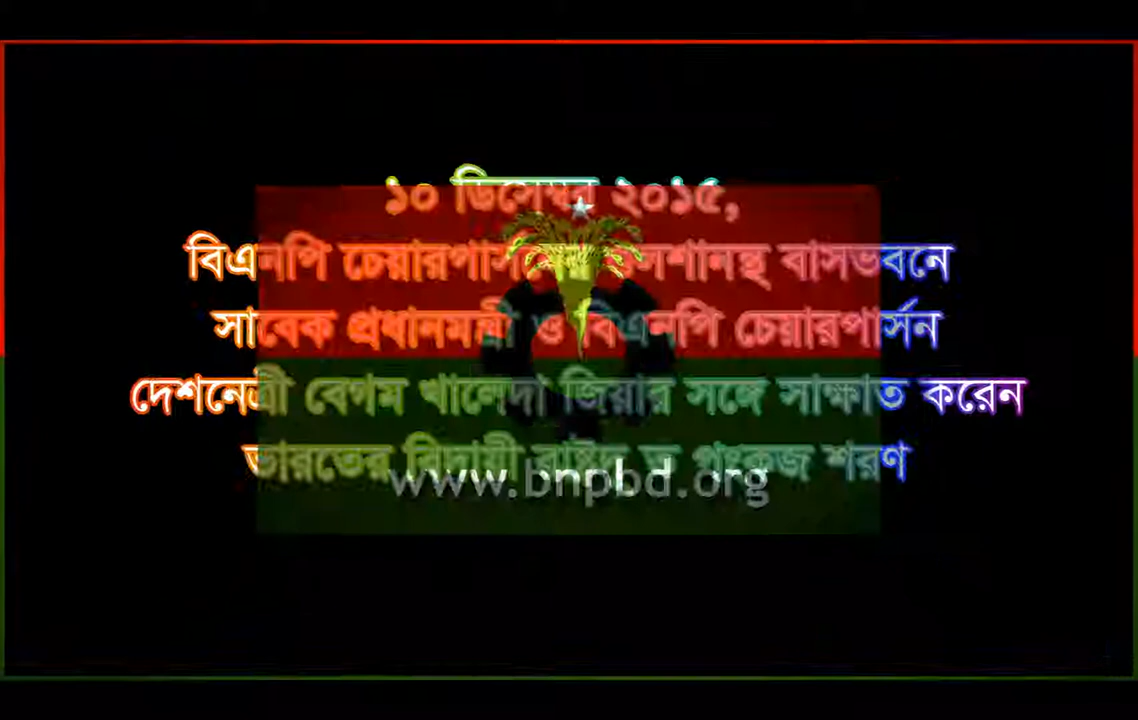 ১০ ডিসেম্বর ২০১৫,
বিএনপি চেয়ারপার্সনের গুলশানস্থ বাসভবনে
সাবেক প্রধানমন্ত্রী ও বিএনপি চেয়ারপার্সন
দেশনেত্রী বেগম খালেদা জিয়ার সঙ্গে সাক্ষাত করেন
ভারতের বিদায়ী রাষ্ট্রদূত পংকজ শরণ
www.bnpbd.org